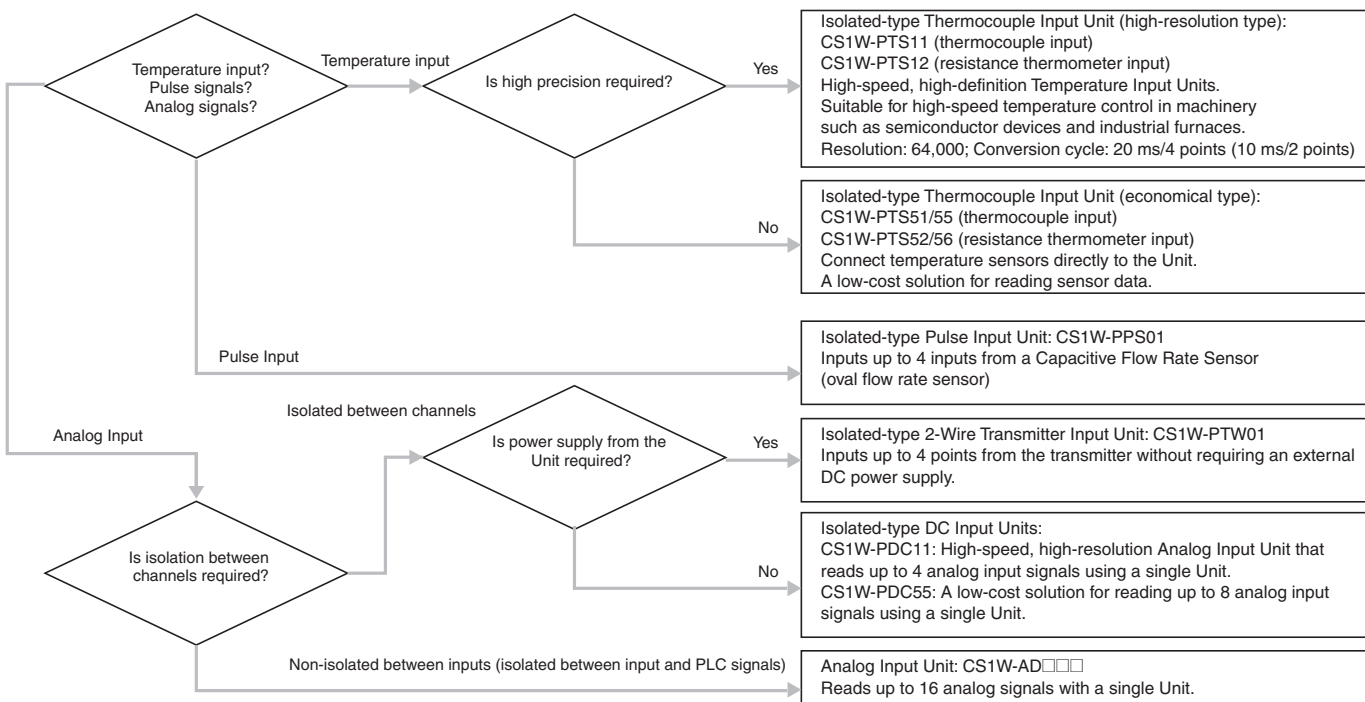 Temperature input?
Pulse signals?
Analog signals?
Temperature input
Is high precision required?
Yes
Isolated-type Thermocouple Input Unit (high-resolution type):
CS1W-PTS11 (thermocouple input)
CS1W-PTS12 (resistance thermometer input)
High-speed, high-definition Temperature Input Units.
Suitable for high-speed temperature control in machinery
such as semiconductor devices and industrial furnaces.
Resolution: 64,000; Conversion cycle: 20 ms/4 points (10 ms/2 points)
No
Isolated-type Thermocouple Input Unit (economical type):
CS1W-PTS51/55 (thermocouple input)
CS1W-PTS52/56 (resistance thermometer input)
Connect temperature sensors directly to the Unit.
A low-cost solution for reading sensor data.
Pulse Input
Isolated-type Pulse Input Unit: CS1W-PPS01
Inputs up to 4 inputs from a Capacitive Flow Rate Sensor
(oval flow rate sensor)
Analog Input
Is isolation between
channels required?
Isolated between channels
Is power supply from the
Unit required?
Yes
Isolated-type 2-Wire Transmitter Input Unit: CS1W-PTW01
Inputs up to 4 points from the transmitter without requiring an external
DC power supply.
No
Isolated-type DC Input Units:
CS1W-PDC11: High-speed, high-resolution Analog Input Unit that
reads up to 4 analog input signals using a single Unit.
CS1W-PDC55: A low-cost solution for reading up to 8 analog input
signals using a single Unit.
Non-isolated between inputs (isolated between input and PLC signals)
Analog Input Unit: CS1W-AD□□□
Reads up to 16 analog signals with a single Unit.